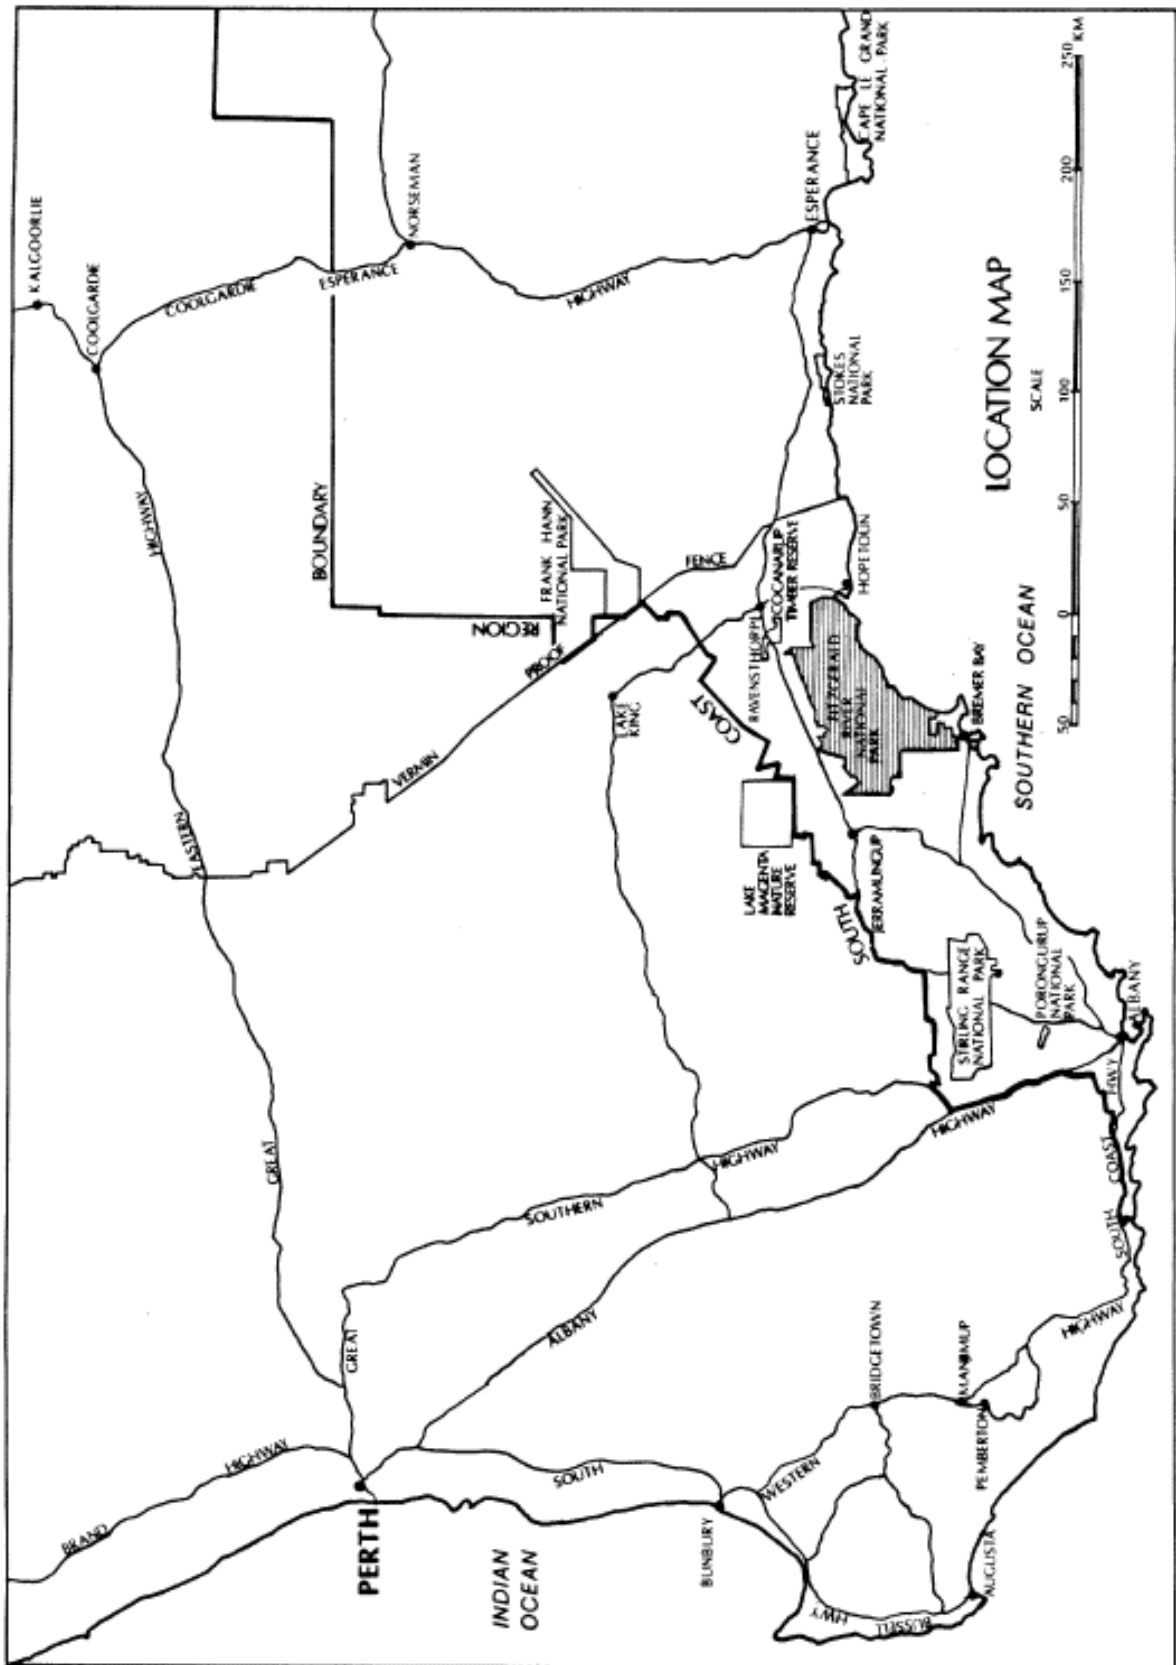 KALGOORLIE
COOLGARDIE
COOLGARDIE
ESPERANCE
HIGHWAY
NORSEMAN
ESPERANCE
CAPE LE GRAND
NATIONAL PARK
HIGHWAY
EASTERN
GREAT
BOUNDARY
REGION
FRANK HANN
NATIONAL PARK
VERMIN
PROOF
FENCE
LAKE
KING
COAST
SOUTH
RAVENSTHORPE
COCANARUP
TIMBER RESERVE
HOPETOUN
STOKES
NATIONAL
PARK
FITZGERALD
RIVER
NATIONAL
PARK
BREMER BAY
LAKE
MAGENTA
NATURE
RESERVE
JERRAMUNGUP
STIRLING RANGE
NATIONAL PARK
PORONGURUP
NATIONAL
PARK
ALBANY
SOUTHERN OCEAN
LOCATION MAP
SCALE
50 0 50 100 150 200 250
KM
BRAND
HIGHWAY
PERTH
GREAT
SOUTHERN
HIGHWAY
ALBANY
HIGHWAY
INDIAN
OCEAN
SOUTH
WESTERN
HIGHWAY
BUNBURY
BRIDGETOWN
MANJIMUP
PEMBERTON
AUGUSTA
BUSSELL
HWY
SOUTH
COAST
HWY